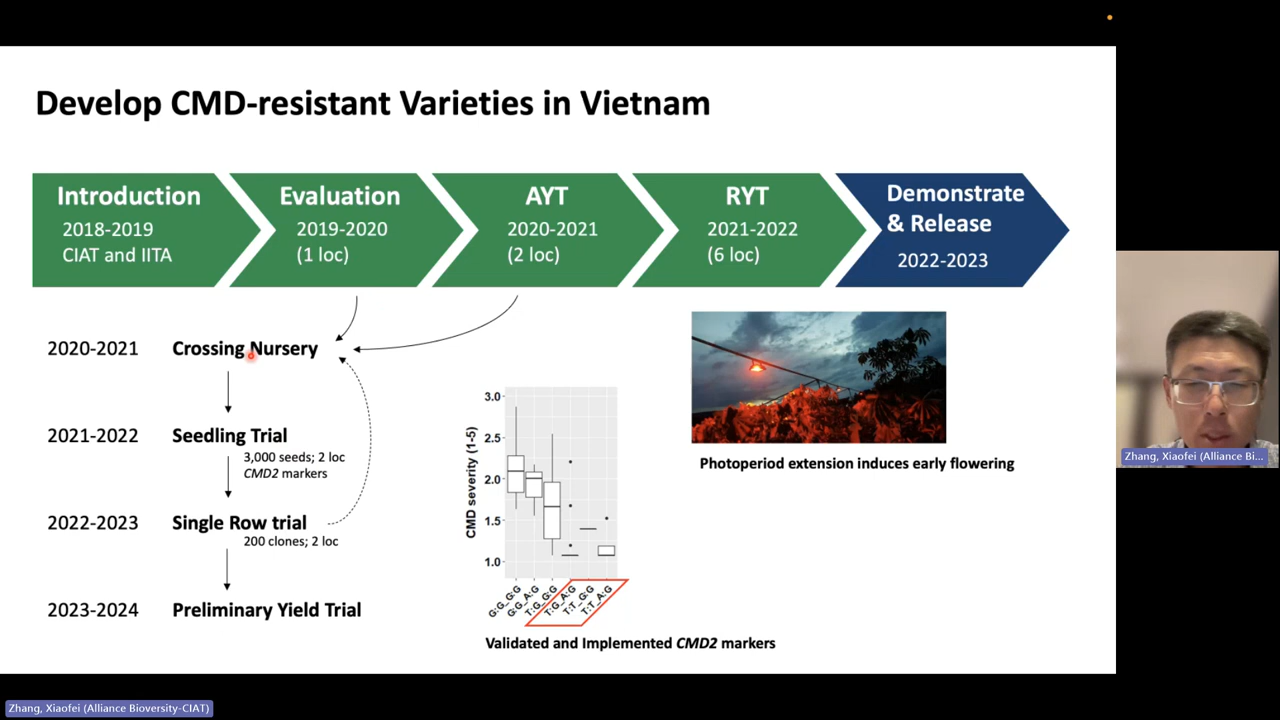 Develop CMD-resistant Varieties in Vietnam
Introduction
2018-2019
CIAT and IITA
Evaluation
2019-2020
(1 loc)
AYT
2020-2021
(2 loc)
RYT
2021-2022
(6 loc)
Demonstrate
& Release
2022-2023
2020-2021 Crossing Nursery
2021-2022 Seedling Trial
3,000 seeds; 2 loc
CMD2 markers
2022-2023 Single Row trial
200 clones; 2 loc
2023-2024 Preliminary Yield Trial
CMD severity (1-5)
3.0
2.5
2.0
1.5
1.0
G:G_G:G
G:G_A:G
T:G_G:G
T:G_A:G
T:T_G:G
T:T_A:G
Validated and Implemented CMD2 markers
Photoperiod extension induces early flowering
Zhang, Xiaofei (Alliance Bi...
Zhang, Xiaofei (Alliance Bioversity-CIAT)